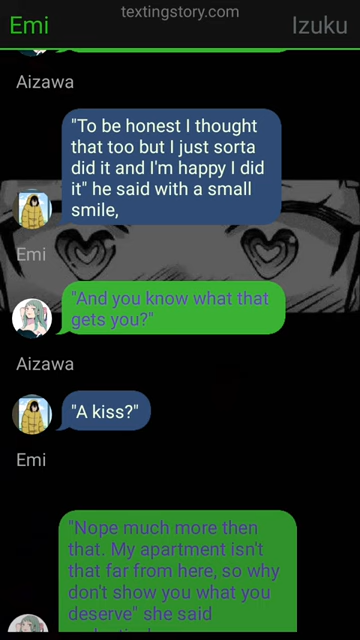 textingstory.com
Emi
Izuku
Aizawa
"To be honest I thought
that too but I just sorta
did it and I'm happy I did
it" he said with a small
smile,
Emi
"And you know what that
gets you?"
Aizawa
"A kiss?"
Emi
"Nope much more then
that. My apartment isn't
that far from here, so why
don't show you what you
deserve" she said